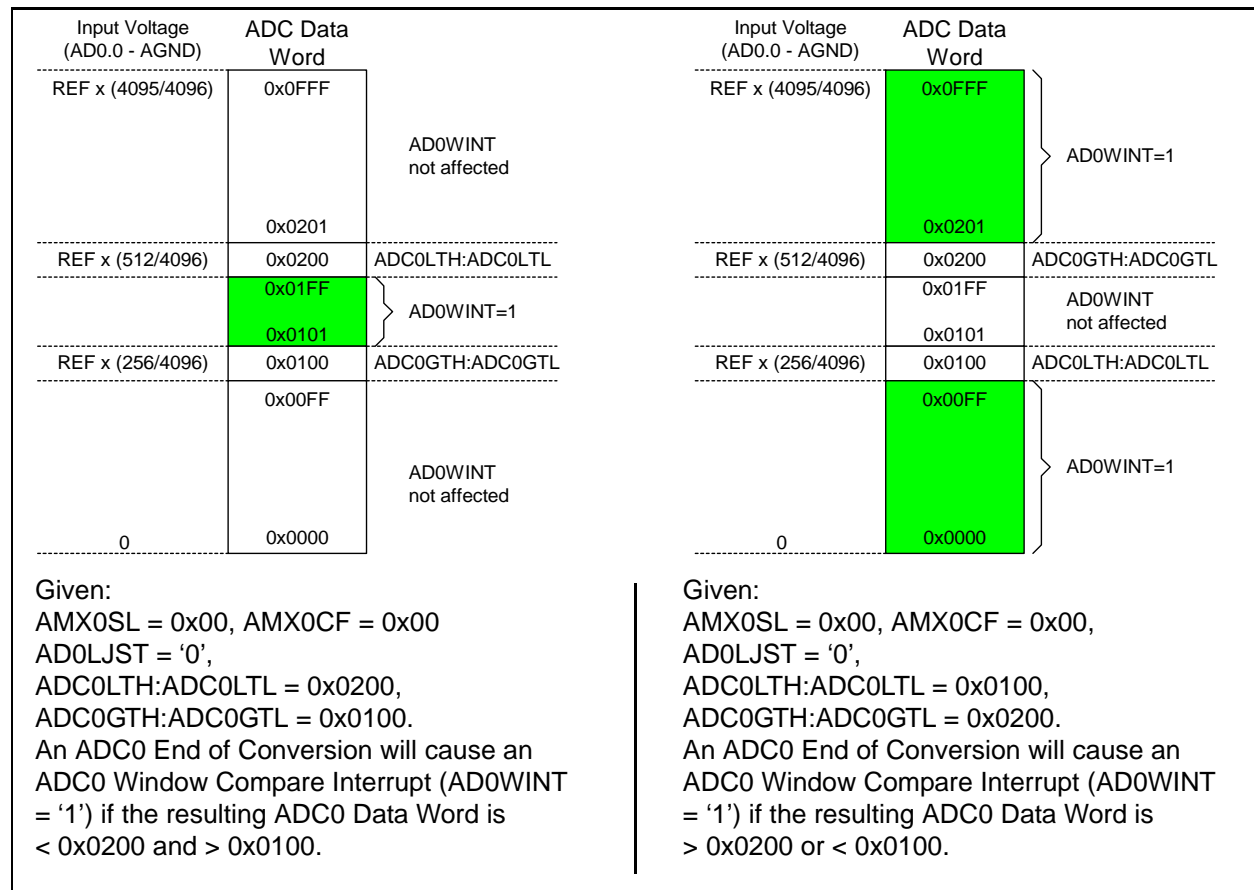 Input Voltage
(AD0.0 - AGND)
ADC Data
Word
REF x (4095/4096)
0x0FFF
AD0WINT
not affected
0x0201
REF x (512/4096)
0x0200
ADC0LTH:ADC0LTL
0x01FF
AD0WINT=1
0x0101
REF x (256/4096)
0x0100
ADC0GTH:ADC0GTL
0x00FF
AD0WINT
not affected
0
0x0000
Given:
AMX0SL = 0x00, AMX0CF = 0x00
AD0LJST = ‘0’,
ADC0LTH:ADC0LTL = 0x0200,
ADC0GTH:ADC0GTL = 0x0100.
An ADC0 End of Conversion will cause an
ADC0 Window Compare Interrupt (AD0WINT
= ‘1’) if the resulting ADC0 Data Word is
< 0x0200 and > 0x0100.
Input Voltage
(AD0.0 - AGND)
ADC Data
Word
REF x (4095/4096)
0x0FFF
AD0WINT=1
0x0201
REF x (512/4096)
0x0200
ADC0GTH:ADC0GTL
0x01FF
AD0WINT
not affected
0x0101
REF x (256/4096)
0x0100
ADC0LTH:ADC0LTL
0x00FF
AD0WINT=1
0
0x0000
Given:
AMX0SL = 0x00, AMX0CF = 0x00,
AD0LJST = ‘0’,
ADC0LTH:ADC0LTL = 0x0100,
ADC0GTH:ADC0GTL = 0x0200.
An ADC0 End of Conversion will cause an
ADC0 Window Compare Interrupt (AD0WINT
= ‘1’) if the resulting ADC0 Data Word is
> 0x0200 or < 0x0100.